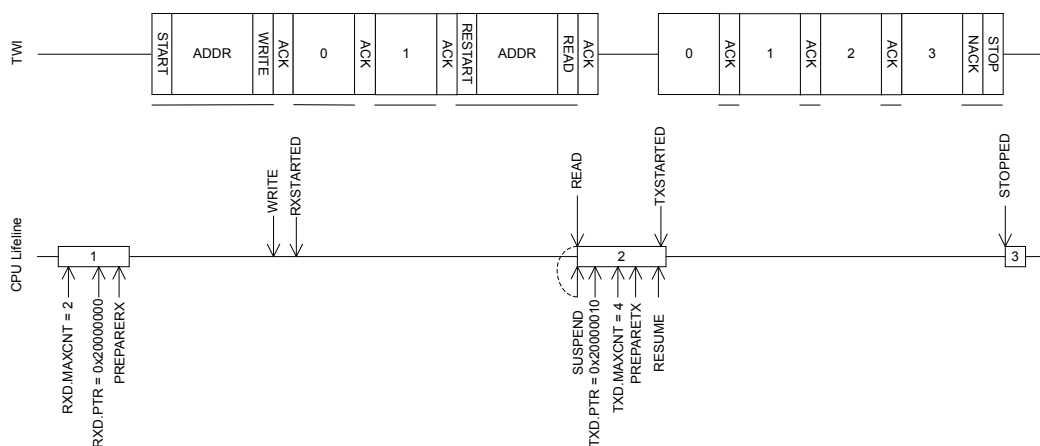 TWI
START
ADDR
WRITE
ACK
0
ACK
1
ACK
RESTART
ADDR
READ
ACK
0
ACK
1
ACK
2
ACK
3
NACK
STOP
WRITE
RXSTARTED
READ
TXSTARTED
STOPPED
CPU Lifeline
1
2
3
RXD.MAXCNT = 2
RXD.PTR = 0x20000000
PREPARERX
SUSPEND
TXD.PTR = 0x20000010
TXD.MAXCNT = 4
PREPARETX
RESUME